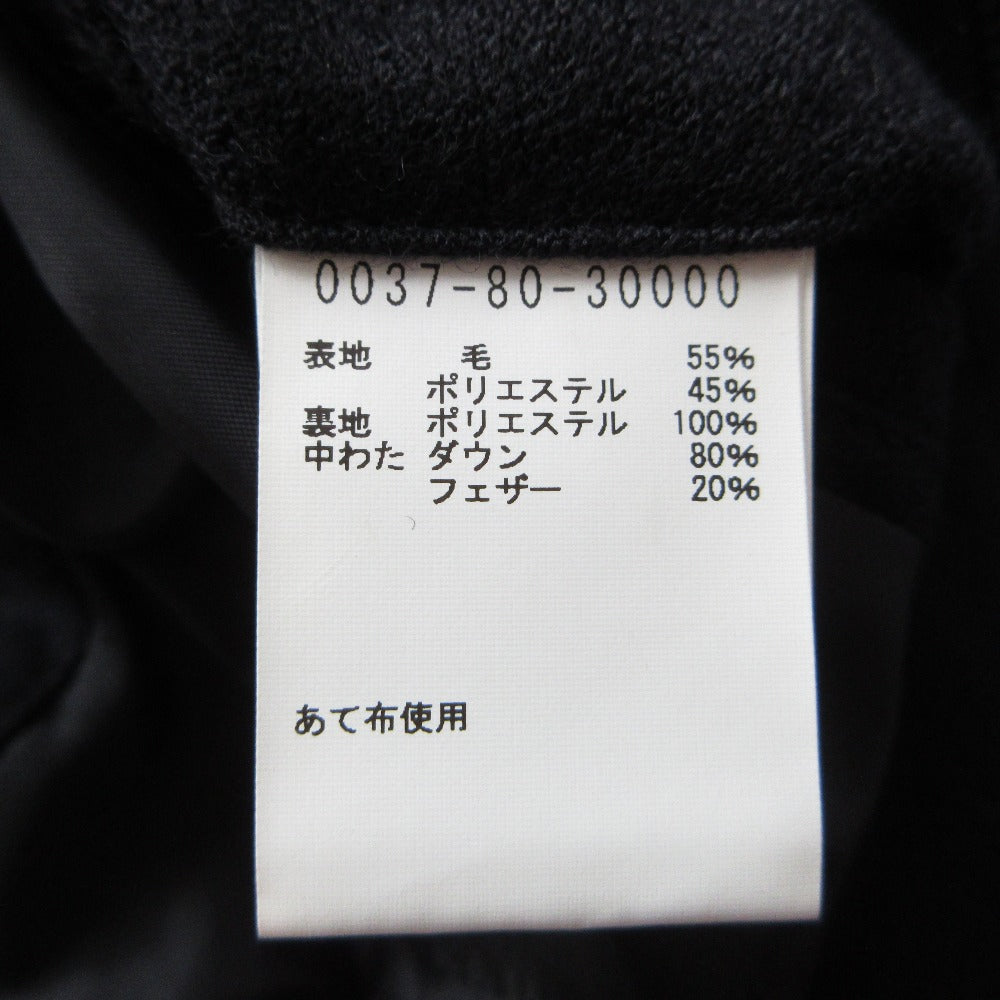 0037-80-30000
表地 毛 55%
ポリエステル 45%
裏地 ポリエステル 100%
中わた ダウン 80%
フェザー 20%
あて布使用